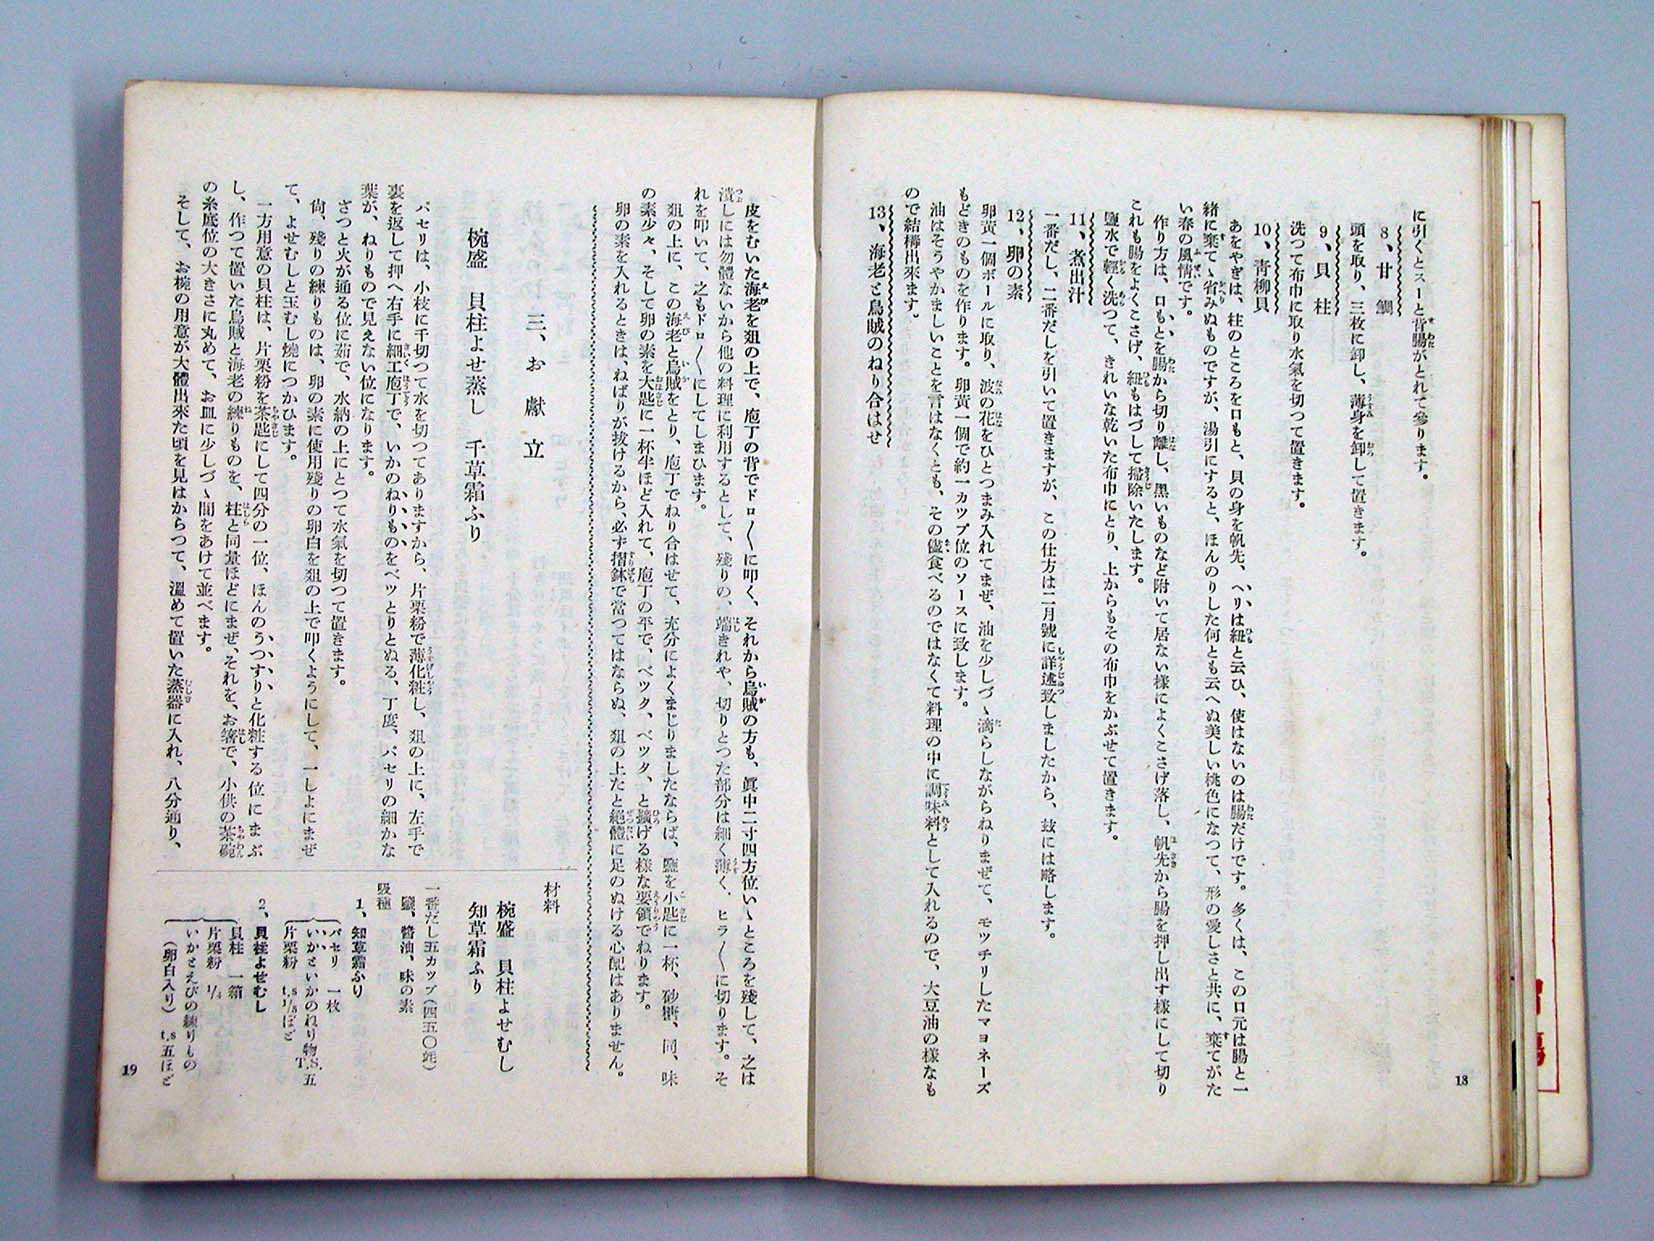 に引くとスーと背腸がとれて參ります。
8、甘鯛
頭を取り、三枚に卸し、薄身を卸して置きます。
9、貝柱
洗つて布巾に取り水氣を切つて置きます。
10、靑柳貝
あをやぎは、柱のところを口もと、貝の身を帆先、ヘリは紐と云ひ、使はないのは腸だけです。多くは、この口元は腸と一
緒に棄てゝ省みぬものですが、湯引にすると、ほんのりした何とも云へぬ美しい桃色になつて、形の愛しさと共に、棄てがた
い春の風情です。
作り方は、口もとを腸から切り離し、黑いものなど附いて居ない樣によくこさげ落し、帆先から腸を押し出す樣にして切り
これも腸をよくこさげ、紐もはづして掃除いたします。
鹽水で輕く洗つて、きれいな乾いた布巾にとり、上からもその布巾をかぶせて置きます。
11、煮出汁
一番だし、二番だしを引いて置きますが、この仕方は二月號に詳述致しましたから、玆には略します。
12、卵の素
卵黃一個ボールに取り、波の花をひとつまみ入れてまぜ、油を少しづゝ滴らしながらねりまぜて、モツチリしたマヨネーズ
もどきのものを作ります。卵黃一個で約一カツプ位のソースに致します。
油はそうやかましいことを言はなくとも、その儘食べるのではなくて料理の中に調味料として入れるので、大豆油の樣なも
ので結構出來ます。
13、海老と烏賊のねり合はせ
18
皮をむいた海老を俎の上で、庖丁の背でドロ〱に叩く、それから烏賊の方も、眞中二寸四方位いゝところを殘して、之は
潰しには勿體ないから他の料理に利用するとして、殘りの、端きれや、切りとつた部分は細く薄く、ヒラ〱に切ります。そ
れを叩いて、之もドロ〱にしてしまひます。
俎の上に、この海老と烏賊をとり、庖丁でねり合はせて、充分によくまじりましたならば、鹽を小匙に一杯、砂糖、同、味
の素少々、そして卵の素を大匙に一杯半ほど入れて、庖丁の平で、ベツタ、ベツタ、と擴げる樣な要領でねります。
卵の素を入れるときは、ねばりが拔けるから、必ず摺鉢で當つてはならぬ、俎の上だと絶體に足のぬける心配はありません。
三、お獻立
椀盛　貝柱よせ蒸し　千草霜ふり
パセリは、小枝に千切つて水を切つてありますから、片栗粉で薄化粧し、俎の上に、左手で
裏を返して押へ右手に細工庖丁で、いかのねりものをベツとりとぬる、丁度、パセリの細かな
葉が、ねりもので見えない位になります。
さつと火が通る位に茹で、水納の上にとつて水氣を切つて置きます。
尙、殘りの練りものは、卵の素に使用殘りの卵白を俎の上で叩くようにして、一しよにまぜ
て、よせむしと玉むし燒につかひます。
一方用意の貝柱は、片栗粉を茶匙にして四分の一位、ほんのうつすりと化粧する位にまぶ
し、作つて置いた烏賊と海老の練りものを、柱と同量ほどにまぜ、それを、お箸で、小供の茶碗
の糸底位の大きさに丸めて、お皿に少しづゝ間をあけて並べます。
そして、お椀の用意が大體出來た頃を見はからつて、溫めて置いた蒸器に入れ、八分通り、
材料
椀盛　貝柱よせむし
知草霜ふり
一番だし五カツプ(四五〇竓)
鹽、醬油、味の素
吸種
1、知草霜ふり
パセリ　一枚
いかといかのねり物T.S.五
片栗粉　t.s⅓ほど
2、貝柱よせむし
貝柱　一箱
片栗粉　¼
いかとえびの練りもの
(卵白入り)　t.s五ほど
19